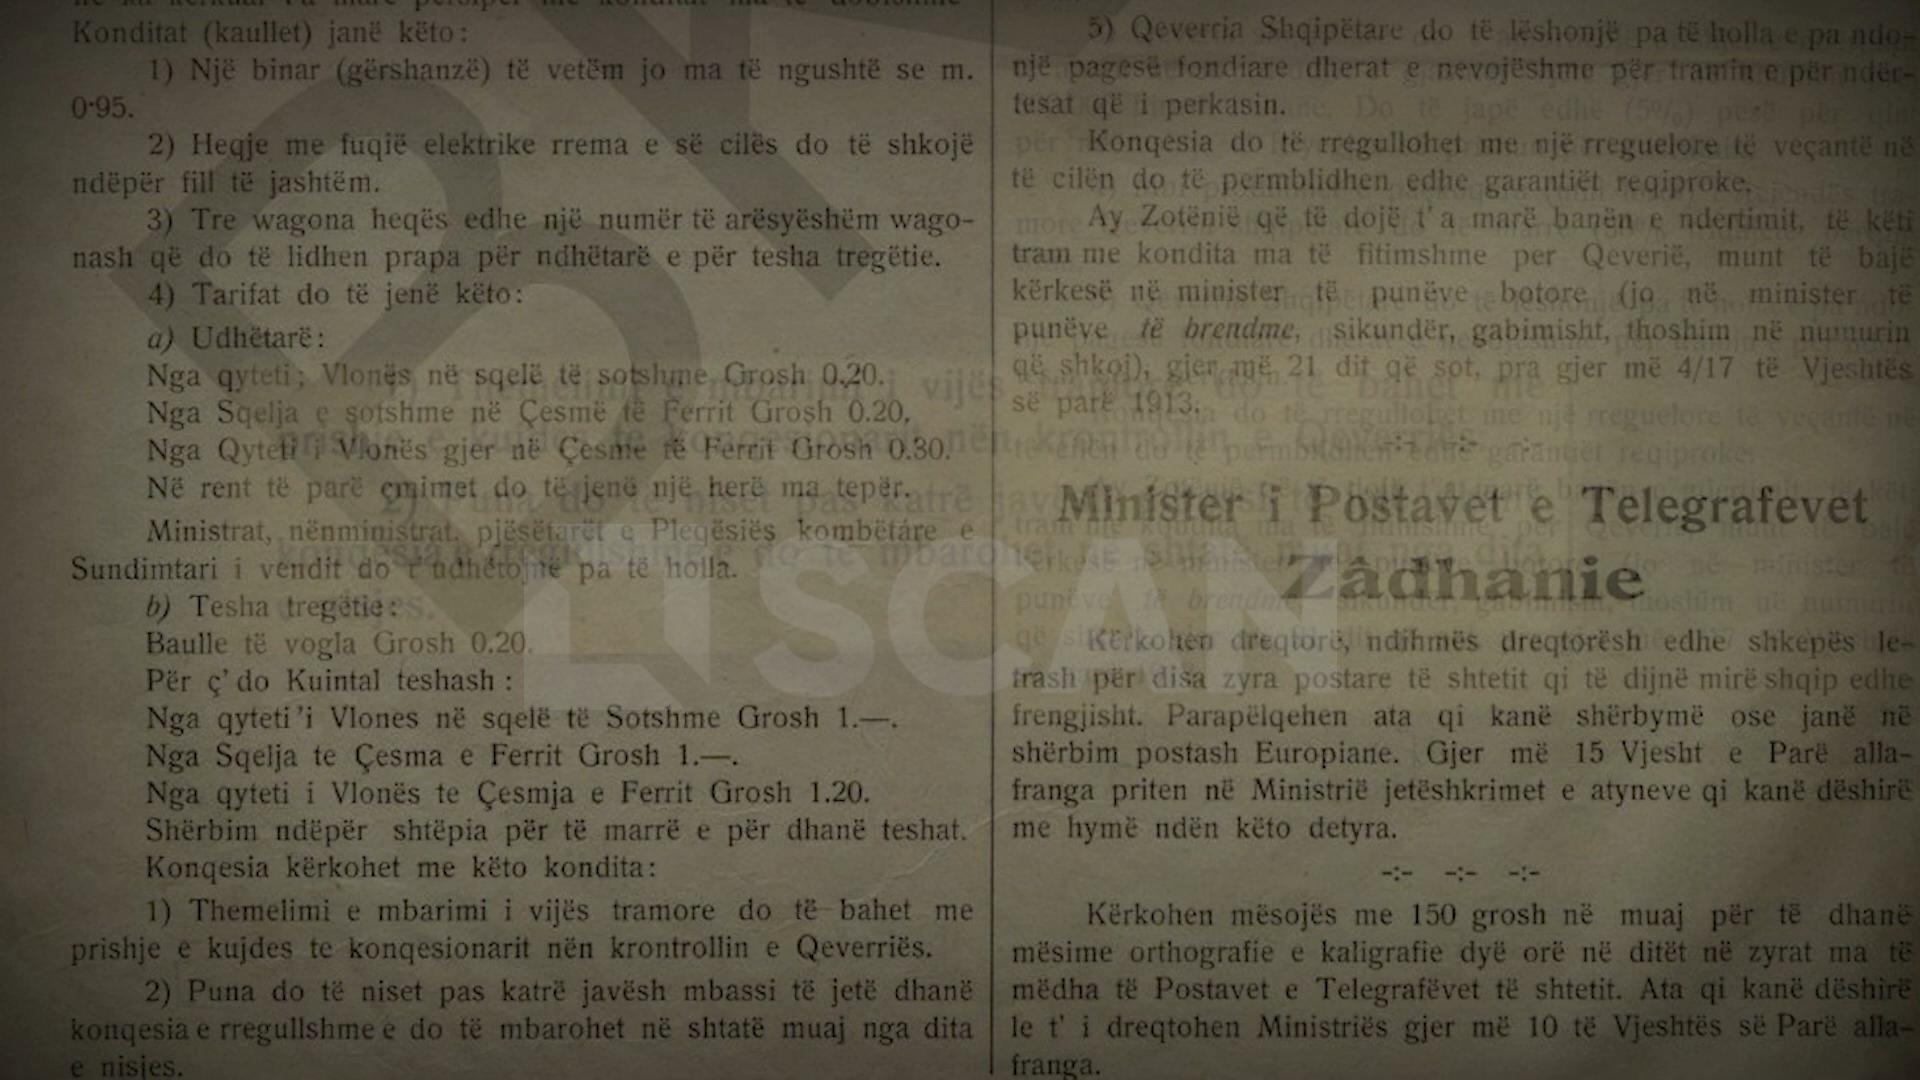 Konditat (kaullet) janë këto:
1) Një binar (gërshanzë) të vetëm jo ma të ngushtë se m.
0·95.
2) Heqje me fuqië elektrike rrema e së cilës do të shkojë
ndëpër fill të jashtëm.
3) Tre wagona heqës edhe një numër të arësyëshëm wago-
nash që do të lidhen prapa për ndhëtarë e për tesha tregëtie.
4) Tarifat do të jenë këto:
a) Udhëtarë:
Nga qyteti; Vlonës në sqelë të sotshme Grosh 0.20.
Nga Sqelja e sotshme në Çesmë të Ferrit Grosh 0.20.
Nga Qyteti i Vlonës gjer në Çesme të Ferrit Grosh 0.30.
Në rent të parë çmimet do të jenë një herë ma tepër.
Ministrat, nënministrat, pjësëtarët e Pleqësiës kombëtare e
Sundimtari i vendit do t'udhëtojnë pa të holla.
b) Tesha tregëtie:
Baulle të vogla Grosh 0.20.
Për ç'do Kuintal teshash:
Nga qyteti'i Vlones në sqelë të Sotshme Grosh 1.—.
Nga Sqelja te Çesma e Ferrit Grosh 1.—.
Nga qyteti i Vlonës te Çesmja e Ferrit Grosh 1.20.
Shërbim ndëpër shtëpia për të marrë e për dhanë teshat.
Konqesia kërkohet me këto kondita:
1) Themelimi e mbarimi i vijës tramore do të bahet me
prishje e kujdes te konqesionarit nën krontrollin e Qeverriës.
2) Puna do të niset pas katrë javësh mbassi të jetë dhanë
konqesia e rregullshme e do të mbarohet në shtatë muaj nga dita
e nisjes.
5) Qeverria Shqipëtare do të lëshonjë pa të holla e pa ndo-
një pagesë fondiare dherat e nevojëshme për tramin e për ndër-
tesat që i perkasin.
Konqesia do të rregullohet me një rreguelore të veçantë në
të cilën do të permblidhen edhe garantiët reqiproke.
Ay Zotënië që të dojë t'a marë banën e ndertimit, të këti
tram me kondita ma të fitimshme per Qeverië, munt të bajë
kërkesë në minister të punëve botore (jo në minister të
punëve të brendme, sikundër, gabimisht, thoshim në numurin
që shkoj), gjer më 21 dit që sot, pra gjer më 4/17 të Vjeshtës
së parë 1913.
-:- -:- -:-
Minister i Postavet e Telegrafevet
Zâdhanie
Kërkohen dreqtorë, ndihmës dreqtorësh edhe shkepës le-
trash për disa zyra postare të shtetit qi të dijnë mirë shqip edhe
frengjisht. Parapëlqehen ata qi kanë shërbymë ose janë në
shërbim postash Europiane. Gjer më 15 Vjesht e Parë alla-
franga priten në Ministrië jetëshkrimet e atyneve qi kanë dëshirë
me hymë ndën këto detyra.
-:- -:- -:-
Kërkohen mësojës me 150 grosh në muaj për të dhanë
mësime orthografie e kaligrafie dyë orë në ditët në zyrat ma të
mëdha të Postavet e Telegrafëvet të shtetit. Ata qi kanë dëshirë
le t' i dreqtohen Ministriës gjer më 10 të Vjeshtës së Parë alla-
franga.
SCAN